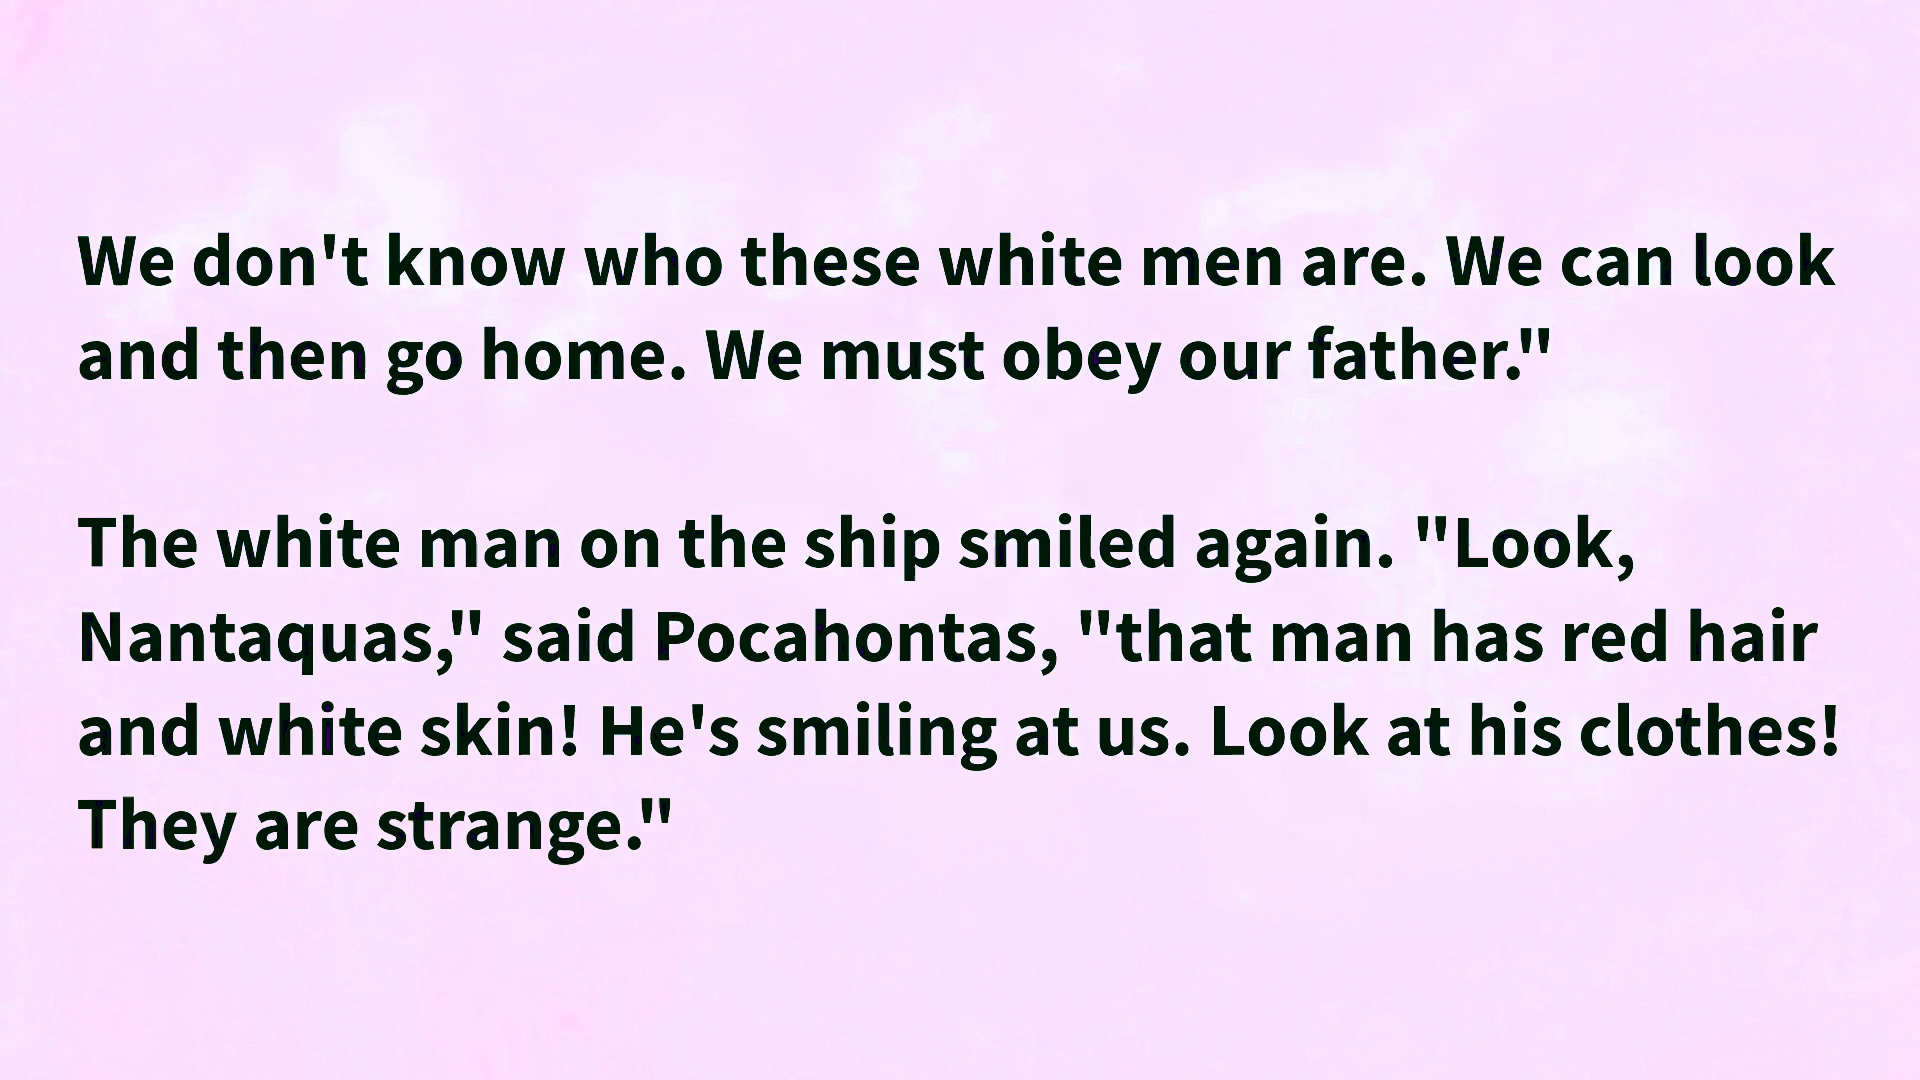 We don't know who these white men are. We can look
and then go home. We must obey our father."
The white man on the ship smiled again. "Look,
Nantaquas," said Pocahontas, "that man has red hair
and white skin! He's smiling at us. Look at his clothes!
They are strange."